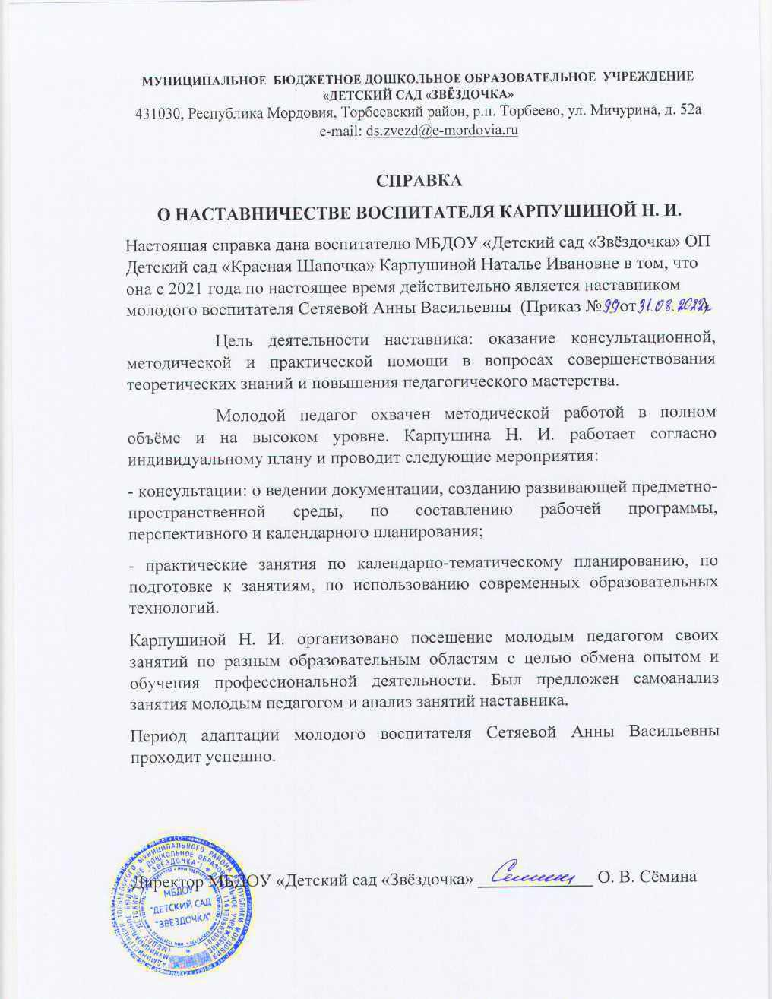 МУНИЦИПАЛЬНОЕ БЮДЖЕТНОЕ ДОШКОЛЬНОЕ ОБРАЗОВАТЕЛЬНОЕ УЧРЕЖДЕНИЕ
«ДЕТСКИЙ САД «ЗВЁЗДОЧКА»
431030, Республика Мордовия, Торбеевский район, р.п. Торбеево, ул. Мичурина, д. 52а
e-mail: ds.zvezd@e-mordovia.ru
СПРАВКА
О НАСТАВНИЧЕСТВЕ ВОСПИТАТЕЛЯ КАРПУШИНОЙ Н. И.
Настоящая справка дана воспитателю МБДОУ «Детский сад «Звёздочка» ОП
Детский сад «Красная Шапочка» Карпушиной Наталье Ивановне в том, что
она с 2021 года по настоящее время действительно является наставником
молодого воспитателя Сетяевой Анны Васильевны (Приказ №99от31.08.2022г)
Цель деятельности наставника: оказание консультационной,
методической и практической помощи в вопросах совершенствования
теоретических знаний и повышения педагогического мастерства.
Молодой педагог охвачен методической работой в полном
объёме и на высоком уровне. Карпушина Н. И. работает согласно
индивидуальному плану и проводит следующие мероприятия:
- консультации: о ведении документации, созданию развивающей предметно-
пространственной среды, по составлению рабочей программы,
перспективного и календарного планирования;
- практические занятия по календарно-тематическому планированию, по
подготовке к занятиям, по использованию современных образовательных
технологий.
Карпушиной Н. И. организовано посещение молодым педагогом своих
занятий по разным образовательным областям с целью обмена опытом и
обучения профессиональной деятельности. Был предложен самоанализ
занятия молодым педагогом и анализ занятий наставника.
Период адаптации молодого воспитателя Сетяевой Анны Васильевны
проходит успешно.
Директор МБДОУ «Детский сад «Звёздочка» ____________ О. В. Сёмина
МБДОУ
"ДЕТСКИЙ САД
"ЗВЁЗДОЧКА"